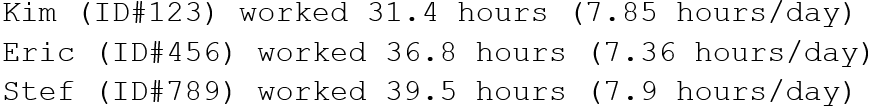 Kim (ID#123) worked 31.4 hours (7.85 hours/day)
Eric (ID#456) worked 36.8 hours (7.36 hours/day)
Stef (ID#789) worked 39.5 hours (7.9 hours/day)